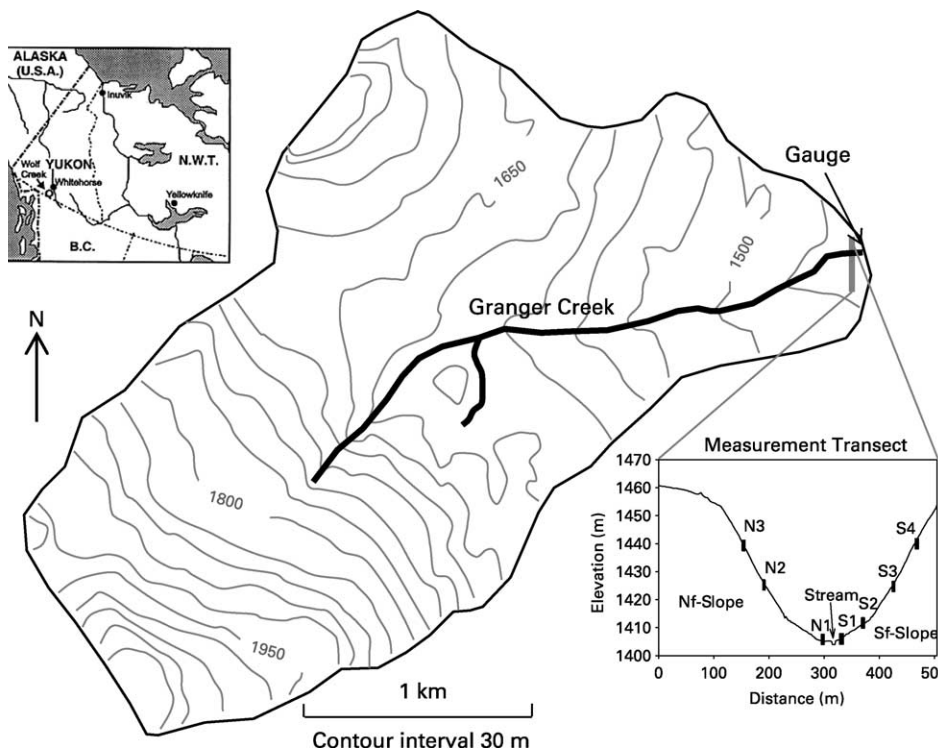 ALASKA
(U.S.A.)
Inuvik
YUKON
N.W.T.
Wolf
Creek
Whitehorse
Yellowknife
B.C.
N
1650
Gauge
1500
Granger Creek
1800
1950
1 km
Contour interval 30 m
Measurement Transect
Elevation (m)
1470
1460
1450
1440
1430
1420
1410
1400
N3
N2
N1
Stream
S1
S2
S3
S4
Nf-Slope
Sf-Slope
0 100 200 300 400 500
Distance (m)